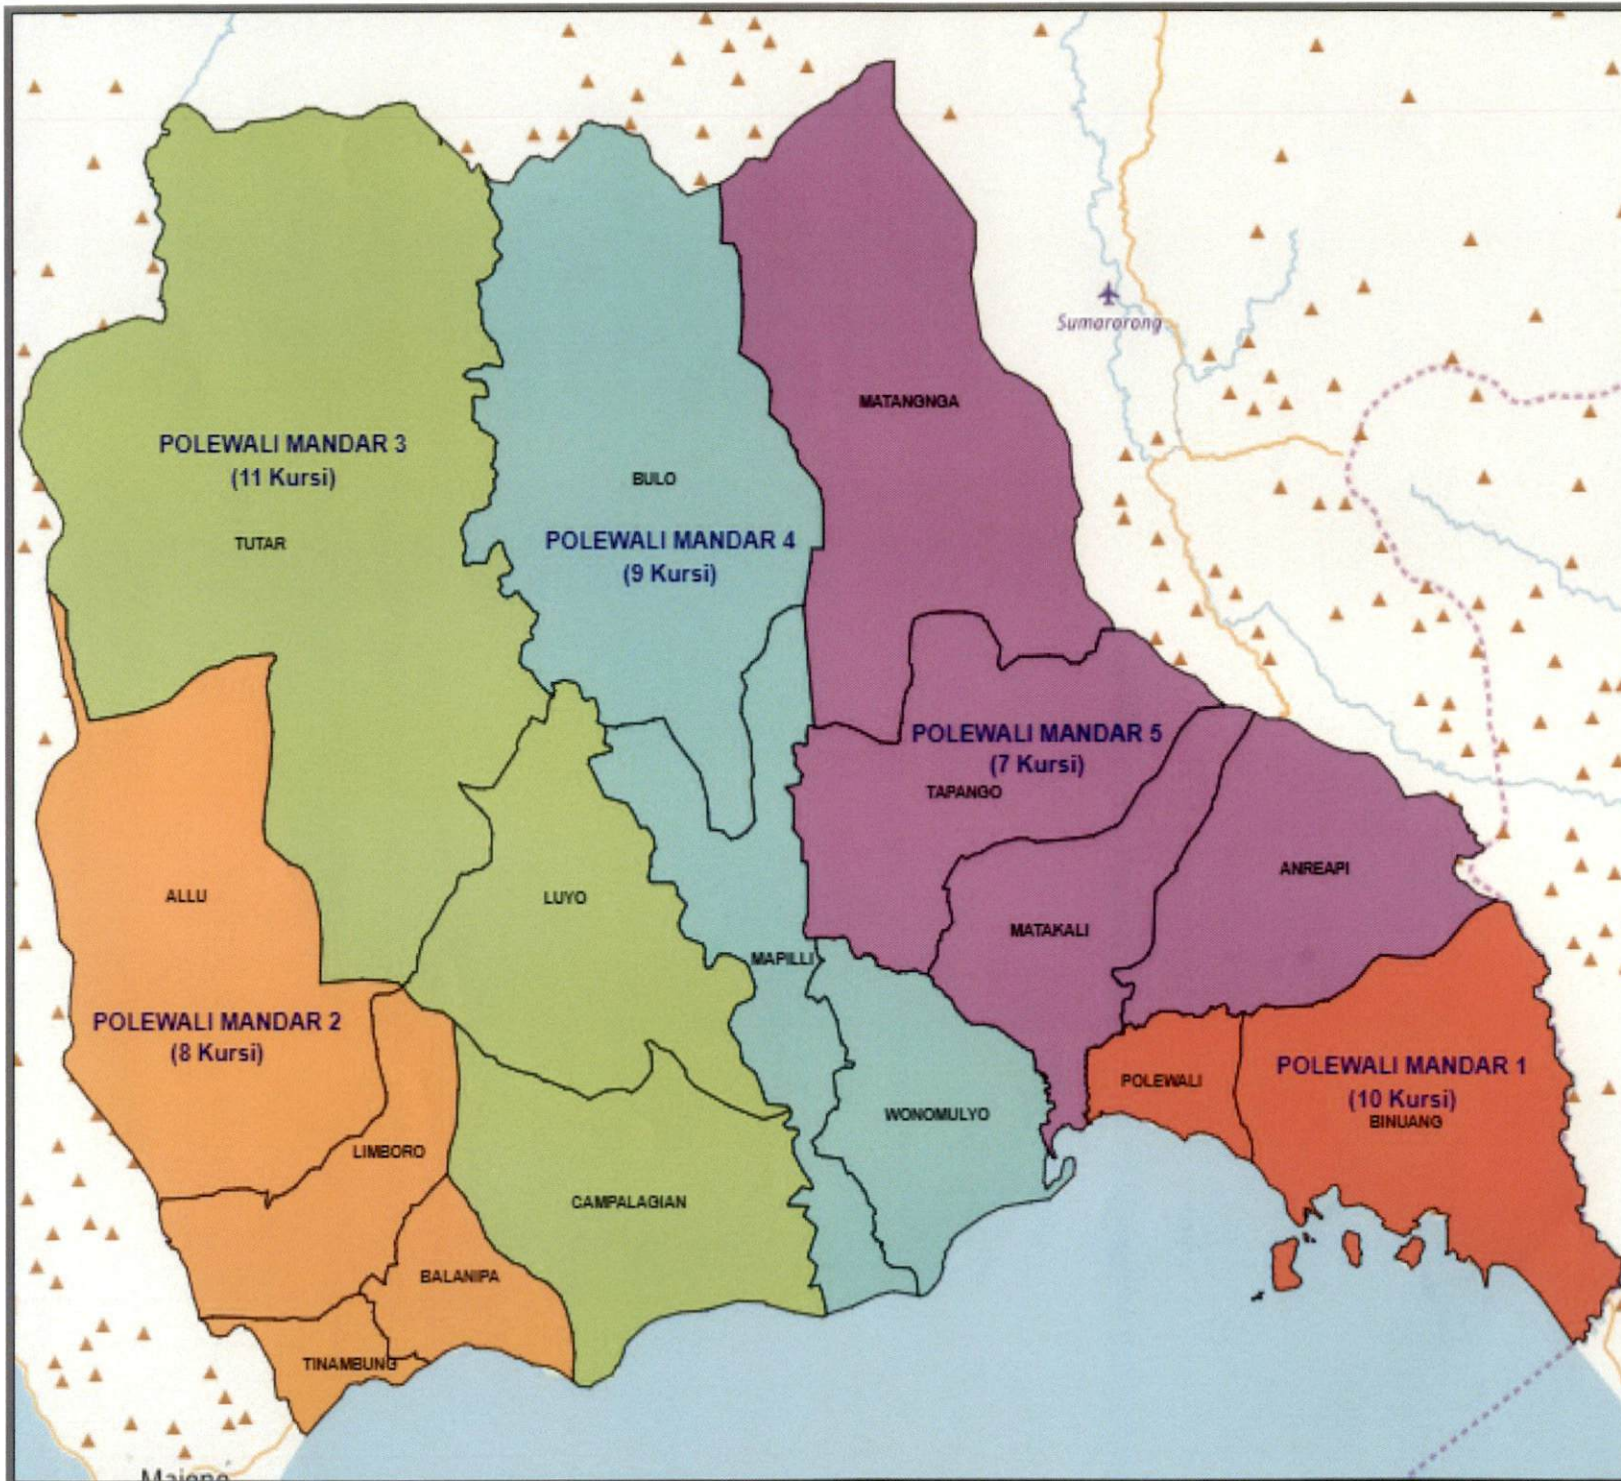 Sumarorong
MATANGNGA
POLEWALI MANDAR 3
(11 Kursi)
TUTAR
BULO
POLEWALI MANDAR 4
(9 Kursi)
POLEWALI MANDAR 5
(7 Kursi)
TAPANGO
ANREAPI
ALLU
LUYO
MATAKALI
MAPILLI
POLEWALI MANDAR 2
(8 Kursi)
POLEWALI MANDAR 1
(10 Kursi)
BINUANG
POLEWALI
WONOMULYO
LIMBORO
CAMPALAGIAN
BALANIPA
TINAMBUNG
Majene